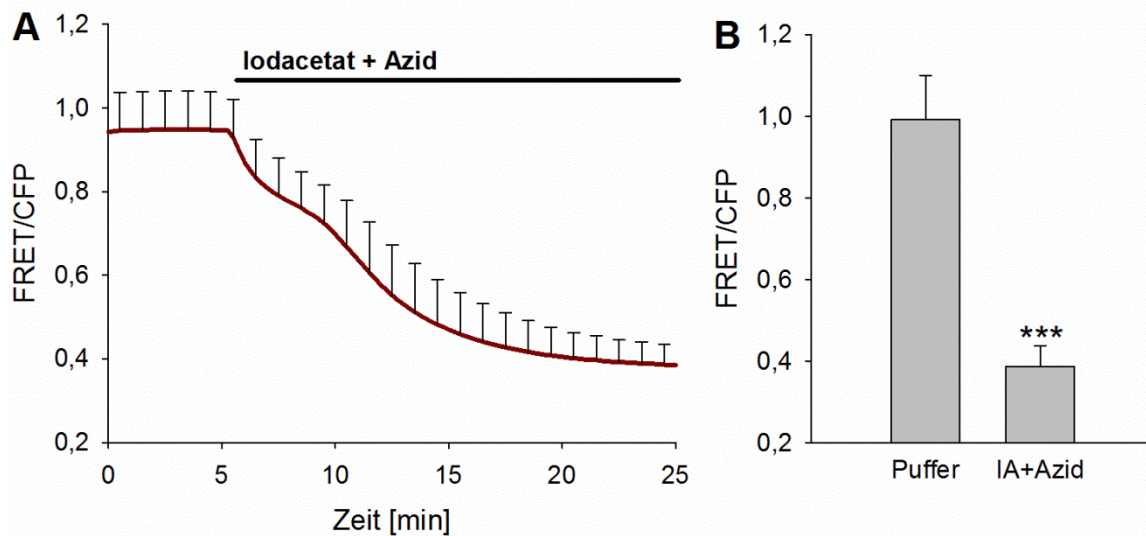 A
Iodacetat + Azid
FRET/CFP
1,2
1,0
0,8
0,6
0,4
0,2
0 5 10 15 20 25
Zeit [min]
B
FRET/CFP
1,2
1,0
0,8
0,6
0,4
0,2
***
Puffer IA+Azid